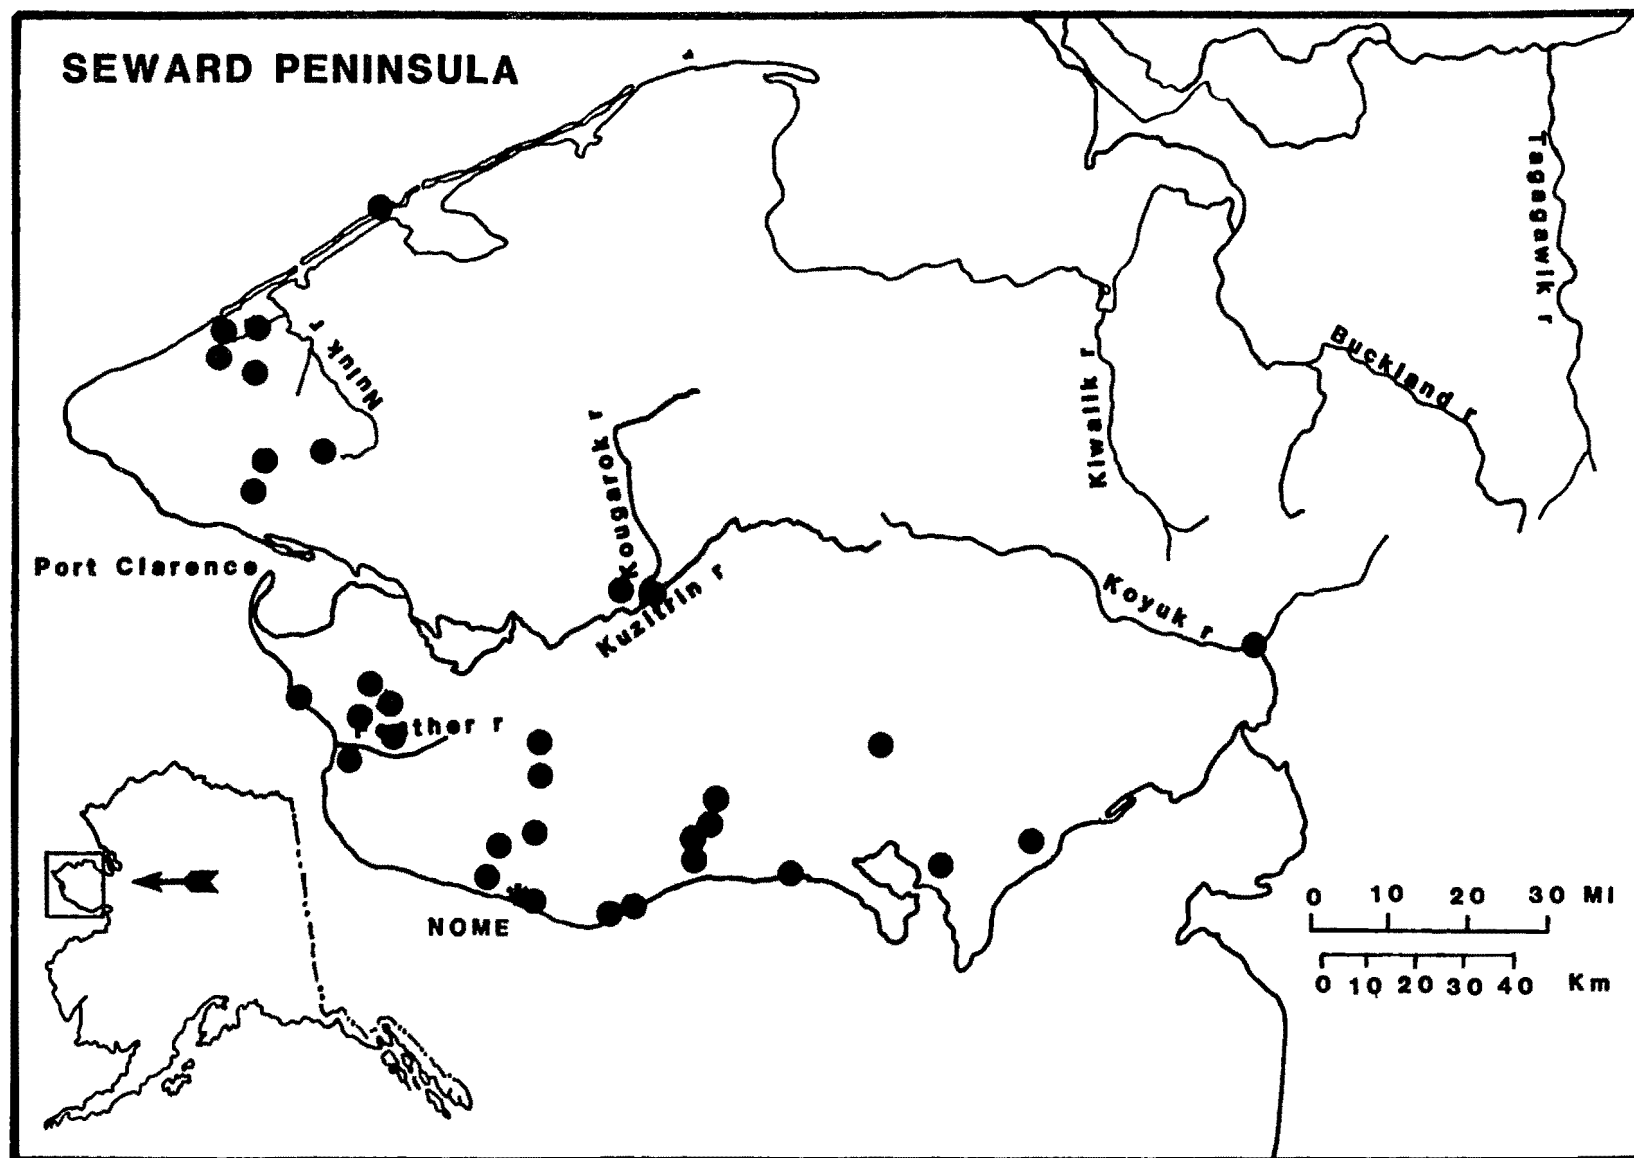 SEWARD PENINSULA
Tagagawik r
Nuluk r
Buckland r
Kiwalik r
Kougarok r
Port Clarence
Kuzitrin r
Koyuk r
r
NOME
0 10 20 30 MI
0 10 20 30 40 Km